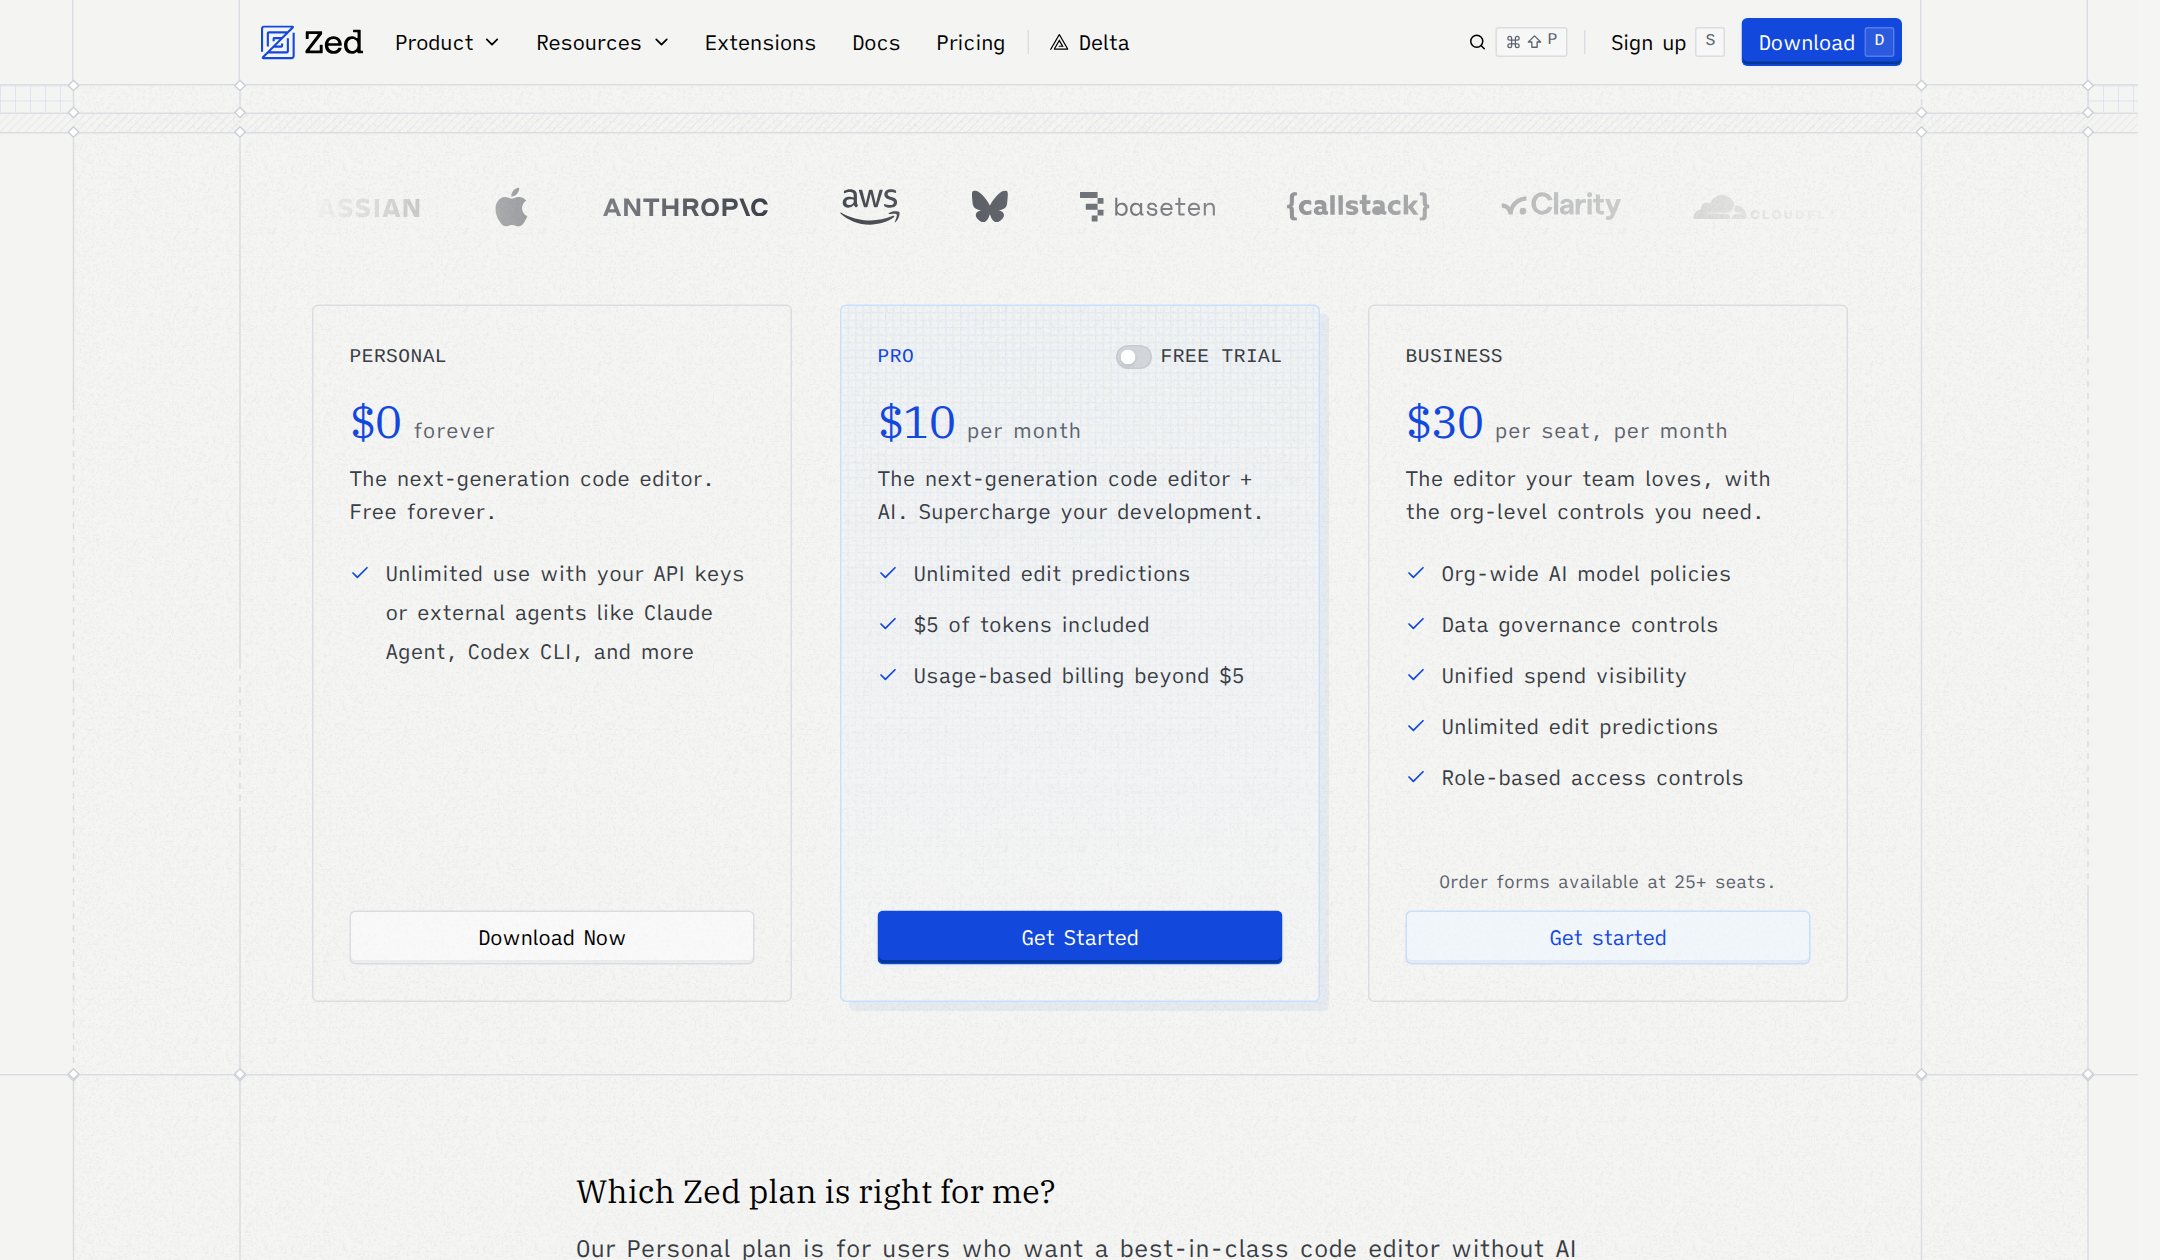 Zed Product Resources Extensions Docs Pricing Delta ⌘ ⇧ P Sign up S Download D
ASSIAN ANTHROP\C aws baseten {callstack} Clarity
PERSONAL
$0 forever
The next-generation code editor.
Free forever.
Unlimited use with your API keys
or external agents like Claude
Agent, Codex CLI, and more
Download Now
PRO FREE TRIAL
$10 per month
The next-generation code editor +
AI. Supercharge your development.
Unlimited edit predictions
$5 of tokens included
Usage-based billing beyond $5
Get Started
BUSINESS
$30 per seat, per month
The editor your team loves, with
the org-level controls you need.
Org-wide AI model policies
Data governance controls
Unified spend visibility
Unlimited edit predictions
Role-based access controls
Order forms available at 25+ seats.
Get started
Which Zed plan is right for me?
Our Personal plan is for users who want a best-in-class code editor without AI